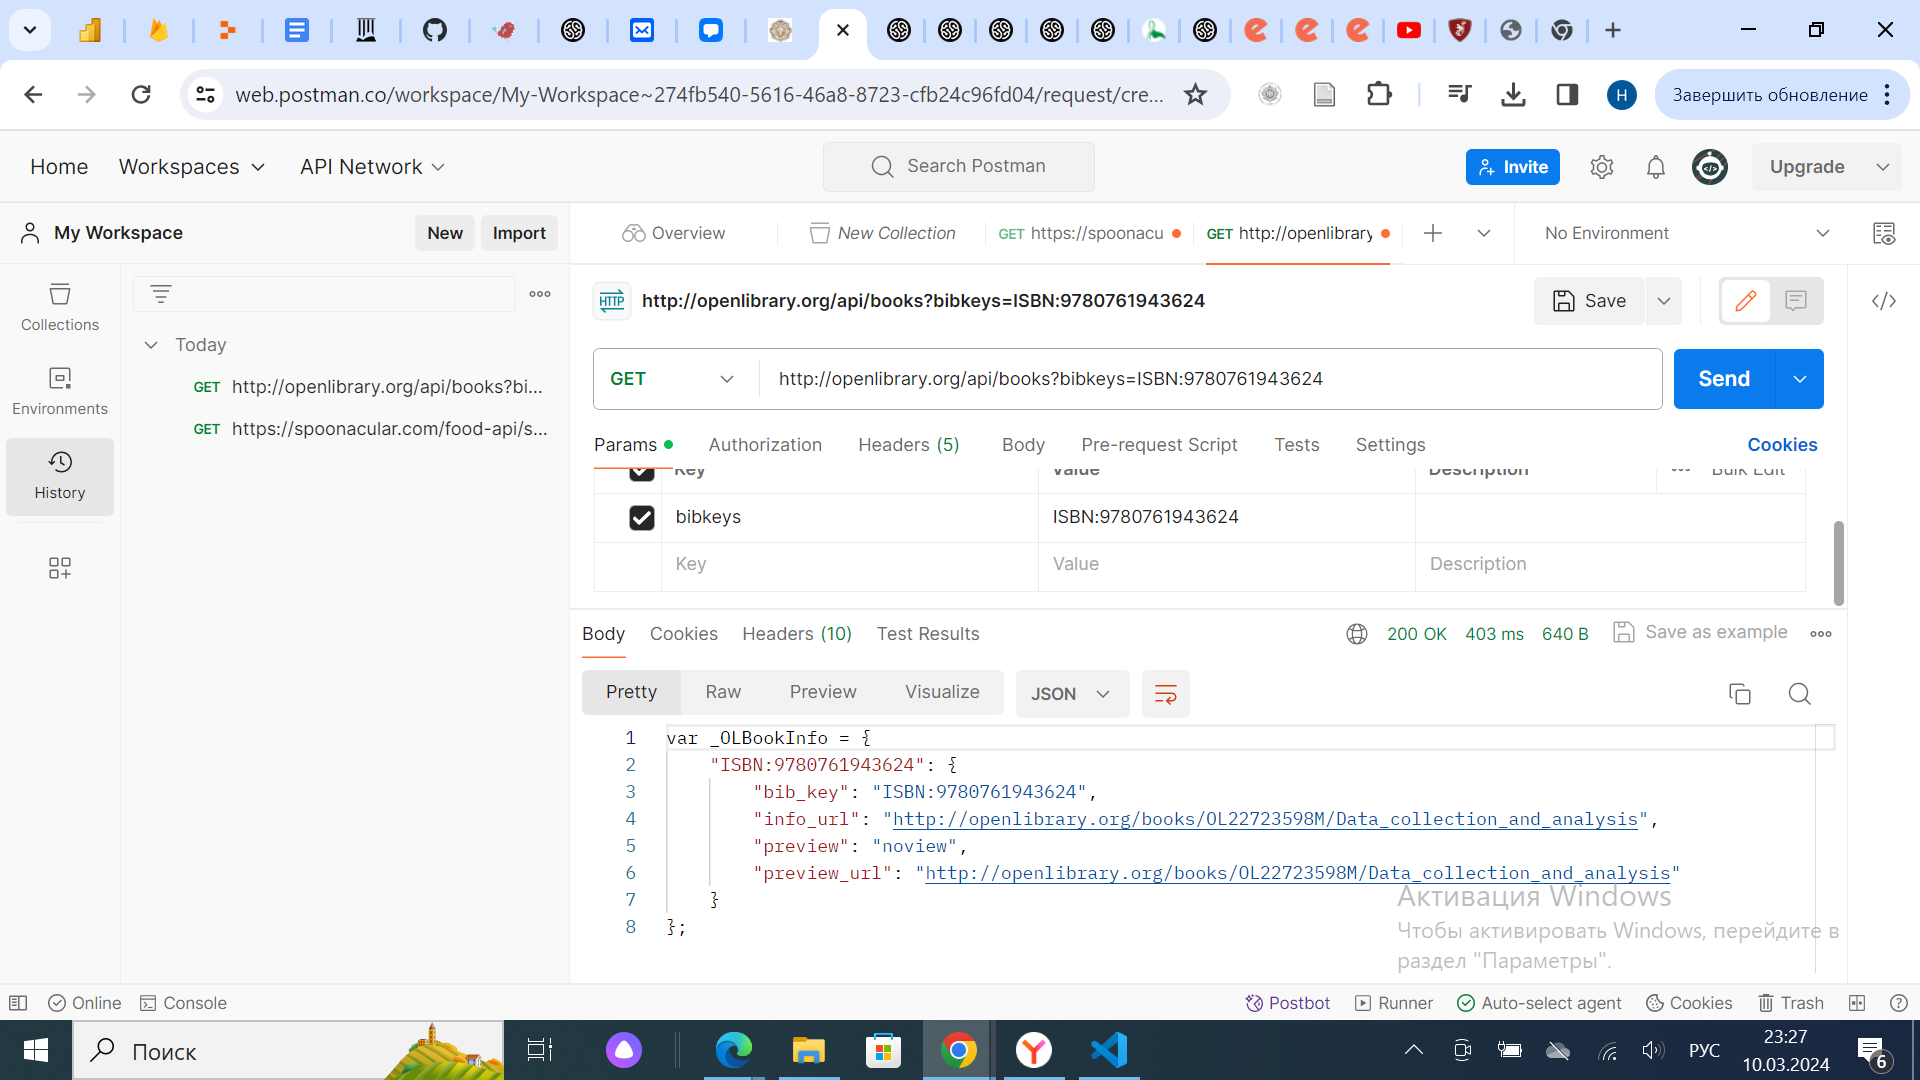 web.postman.co/workspace/My-Workspace~274fb540-5616-46a8-8723-cfb24c96fd04/request/cre...
H
Завершить обновление
Home
Workspaces
API Network
Search Postman
Invite
Upgrade
My Workspace
New
Import
Overview
New Collection
GET https://spoonacu
GET http://openlibrary
No Environment
Collections
Environments
History
Today
GET http://openlibrary.org/api/books?bi...
GET https://spoonacular.com/food-api/s...
HTTP
http://openlibrary.org/api/books?bibkeys=ISBN:9780761943624
Save
GET
http://openlibrary.org/api/books?bibkeys=ISBN:9780761943624
Send
Params
Authorization
Headers (5)
Body
Pre-request Script
Tests
Settings
Cookies
Key
Value
Description
Bulk Edit
bibkeys
ISBN:9780761943624
Key
Value
Description
Body
Cookies
Headers (10)
Test Results
200 OK
403 ms
640 B
Save as example
Pretty
Raw
Preview
Visualize
JSON
1 var _OLBookInfo = {
2 "ISBN:9780761943624": {
3 "bib_key": "ISBN:9780761943624",
4 "info_url": "http://openlibrary.org/books/OL22723598M/Data_collection_and_analysis",
5 "preview": "noview",
6 "preview_url": "http://openlibrary.org/books/OL22723598M/Data_collection_and_analysis"
7 }
8 };
Активация Windows
Чтобы активировать Windows, перейдите в
раздел "Параметры".
Online
Console
Postbot
Runner
Auto-select agent
Cookies
Trash
Поиск
РУС
23:27
10.03.2024
6